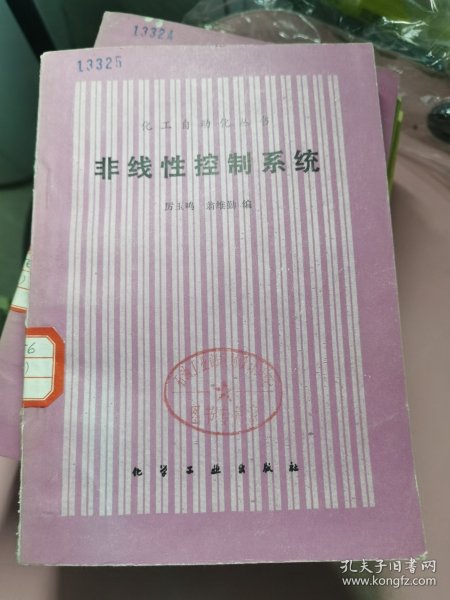 13324
13325
化工自动化丛书
非线性控制系统
厉玉鸣 翁维勤 编
化学工业出版社
孔夫子旧书网
www.kongfz.com